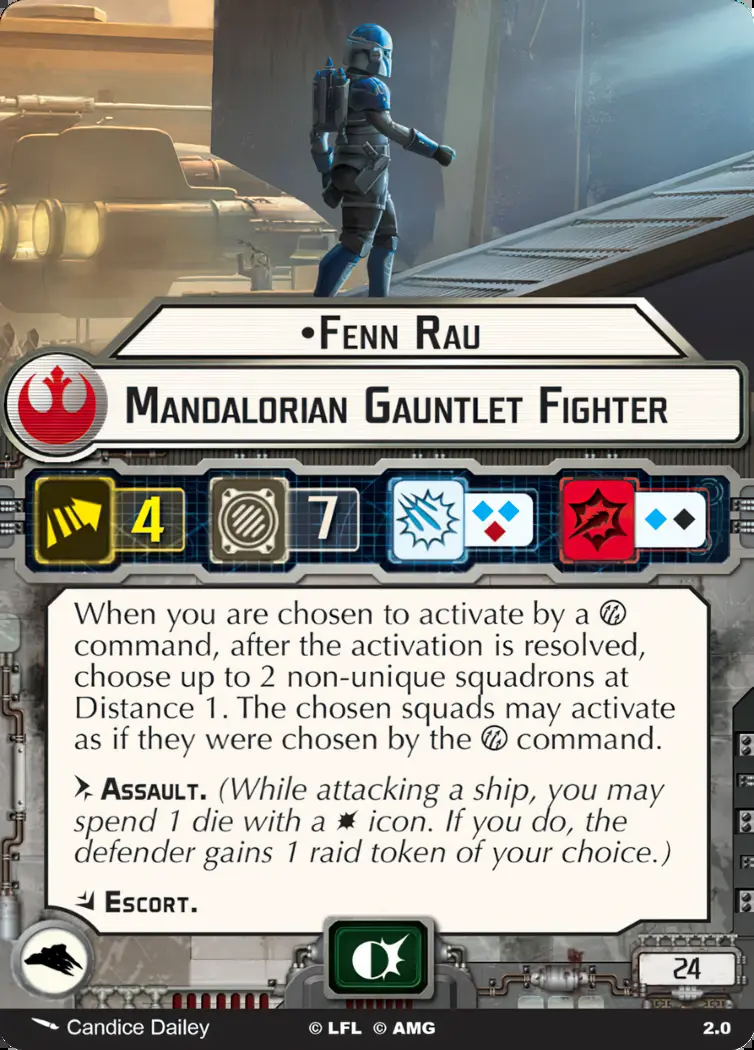 •Fenn Rau
Mandalorian Gauntlet Fighter
4 7
When you are chosen to activate by a
command, after the activation is resolved,
choose up to 2 non-unique squadrons at
Distance 1. The chosen squads may activate
as if they were chosen by the command.
Assault. (While attacking a ship, you may
spend 1 die with a icon. If you do, the
defender gains 1 raid token of your choice.)
Escort.
24
Candice Dailey © LFL © AMG 2.0